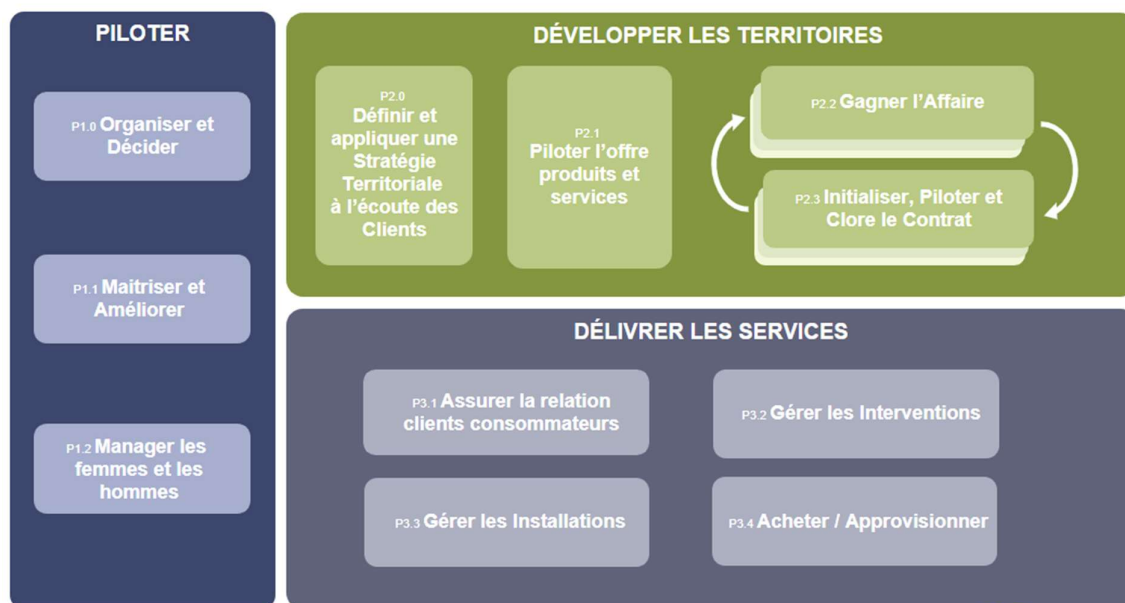 PILOTER
P1.0 Organiser et
Décider
P1.1 Maitriser et
Améliorer
P1.2 Manager les
femmes et les
hommes
DÉVELOPPER LES TERRITOIRES
P2.0
Définir et
appliquer une
Stratégie
Territoriale
à l'écoute des
Clients
P2.1
Piloter l'offre
produits et
services
P2.2 Gagner l'Affaire
P2.3 Initialiser, Piloter et
Clore le Contrat
DÉLIVRER LES SERVICES
P3.1 Assurer la relation
clients consommateurs
P3.2 Gérer les Interventions
P3.3 Gérer les Installations
P3.4 Acheter / Approvisionner